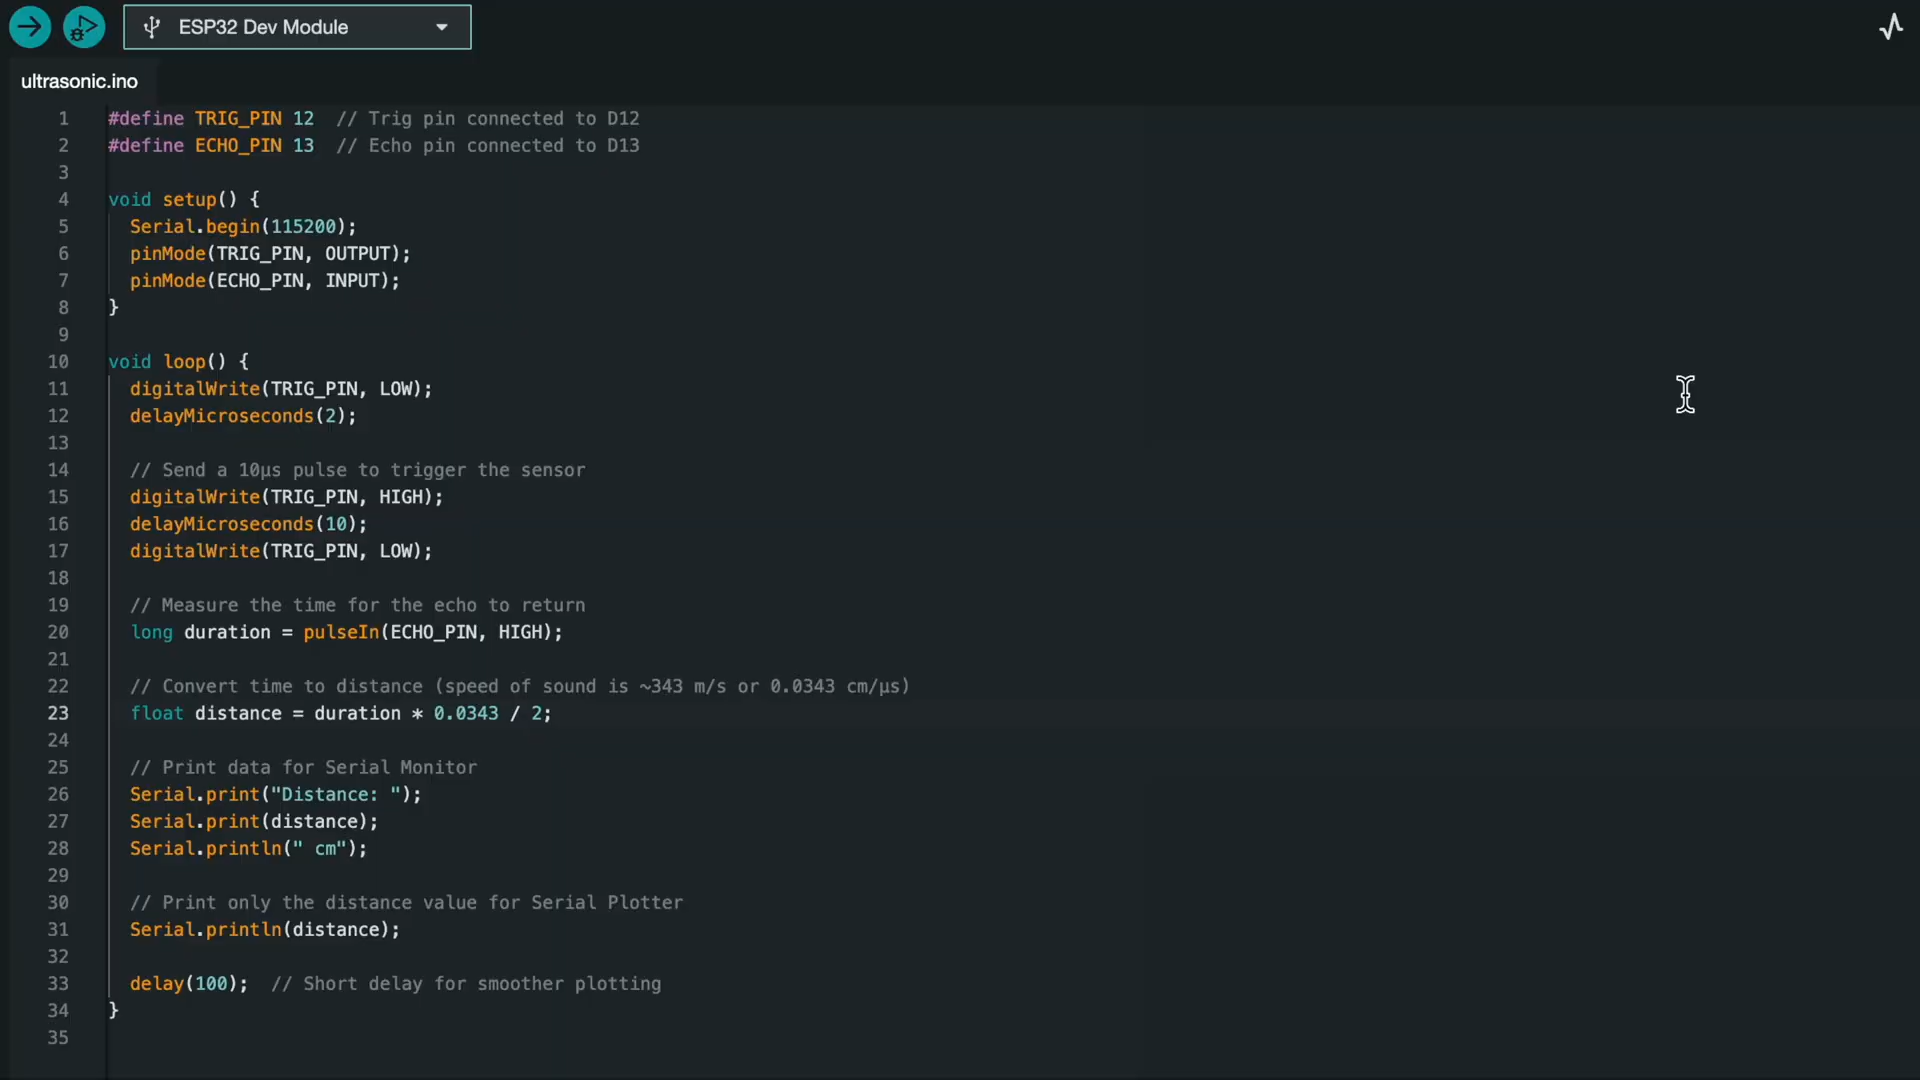 ESP32 Dev Module
ultrasonic.ino
1 #define TRIG_PIN 12  // Trig pin connected to D12
2 #define ECHO_PIN 13  // Echo pin connected to D13
3
4 void setup() {
5   Serial.begin(115200);
6   pinMode(TRIG_PIN, OUTPUT);
7   pinMode(ECHO_PIN, INPUT);
8 }
9
10 void loop() {
11   digitalWrite(TRIG_PIN, LOW);
12   delayMicroseconds(2);
13
14   // Send a 10µs pulse to trigger the sensor
15   digitalWrite(TRIG_PIN, HIGH);
16   delayMicroseconds(10);
17   digitalWrite(TRIG_PIN, LOW);
18
19   // Measure the time for the echo to return
20   long duration = pulseIn(ECHO_PIN, HIGH);
21
22   // Convert time to distance (speed of sound is ~343 m/s or 0.0343 cm/µs)
23   float distance = duration * 0.0343 / 2;
24
25   // Print data for Serial Monitor
26   Serial.print("Distance: ");
27   Serial.print(distance);
28   Serial.println(" cm");
29
30   // Print only the distance value for Serial Plotter
31   Serial.println(distance);
32
33   delay(100);  // Short delay for smoother plotting
34 }
35